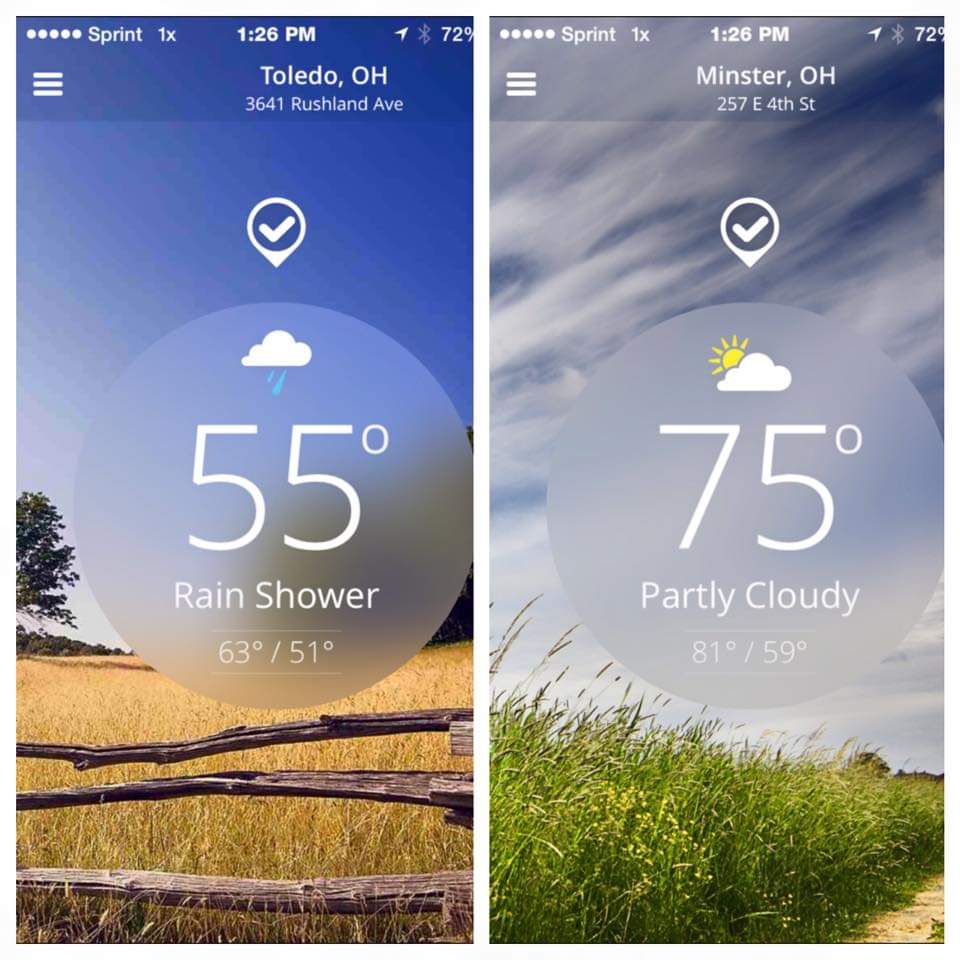 Sprint 1x 1:26 PM 72%
Toledo, OH
3641 Rushland Ave
55°
Rain Shower
63° / 51°
Sprint 1x 1:26 PM 72%
Minster, OH
257 E 4th St
75°
Partly Cloudy
81° / 59°